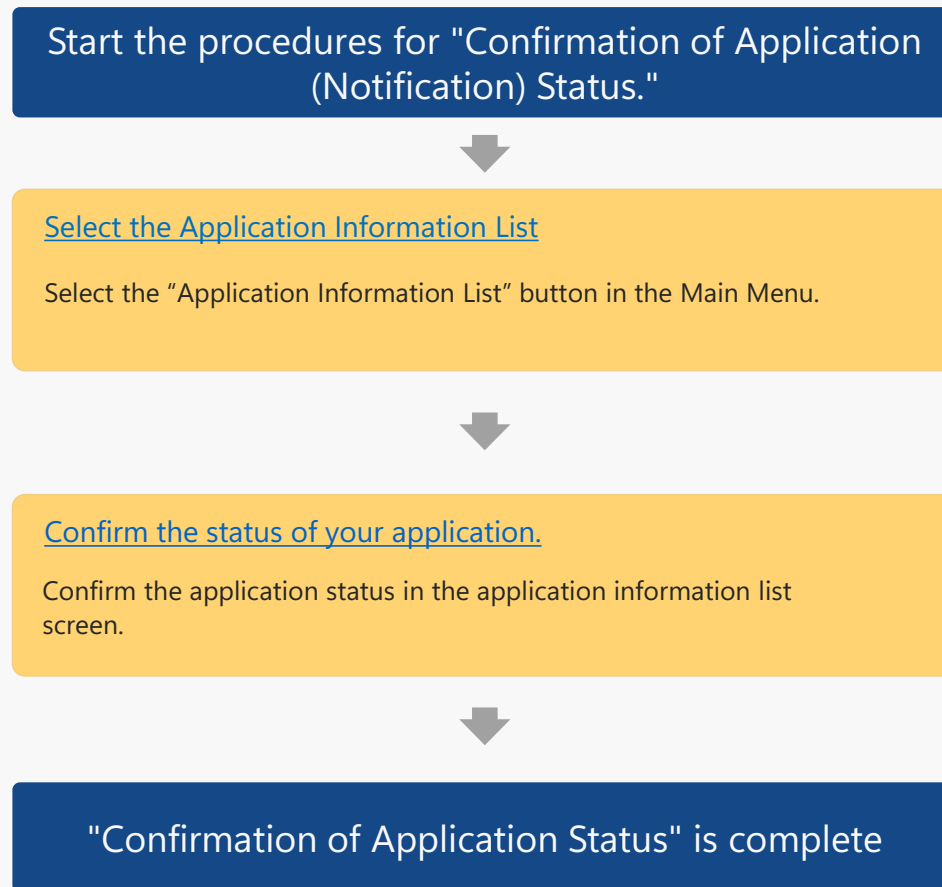 Start the procedures for "Confirmation of Application
(Notification) Status."
Select the Application Information List
Select the “Application Information List” button in the Main Menu.
Confirm the status of your application.
Confirm the application status in the application information list
screen.
"Confirmation of Application Status" is complete